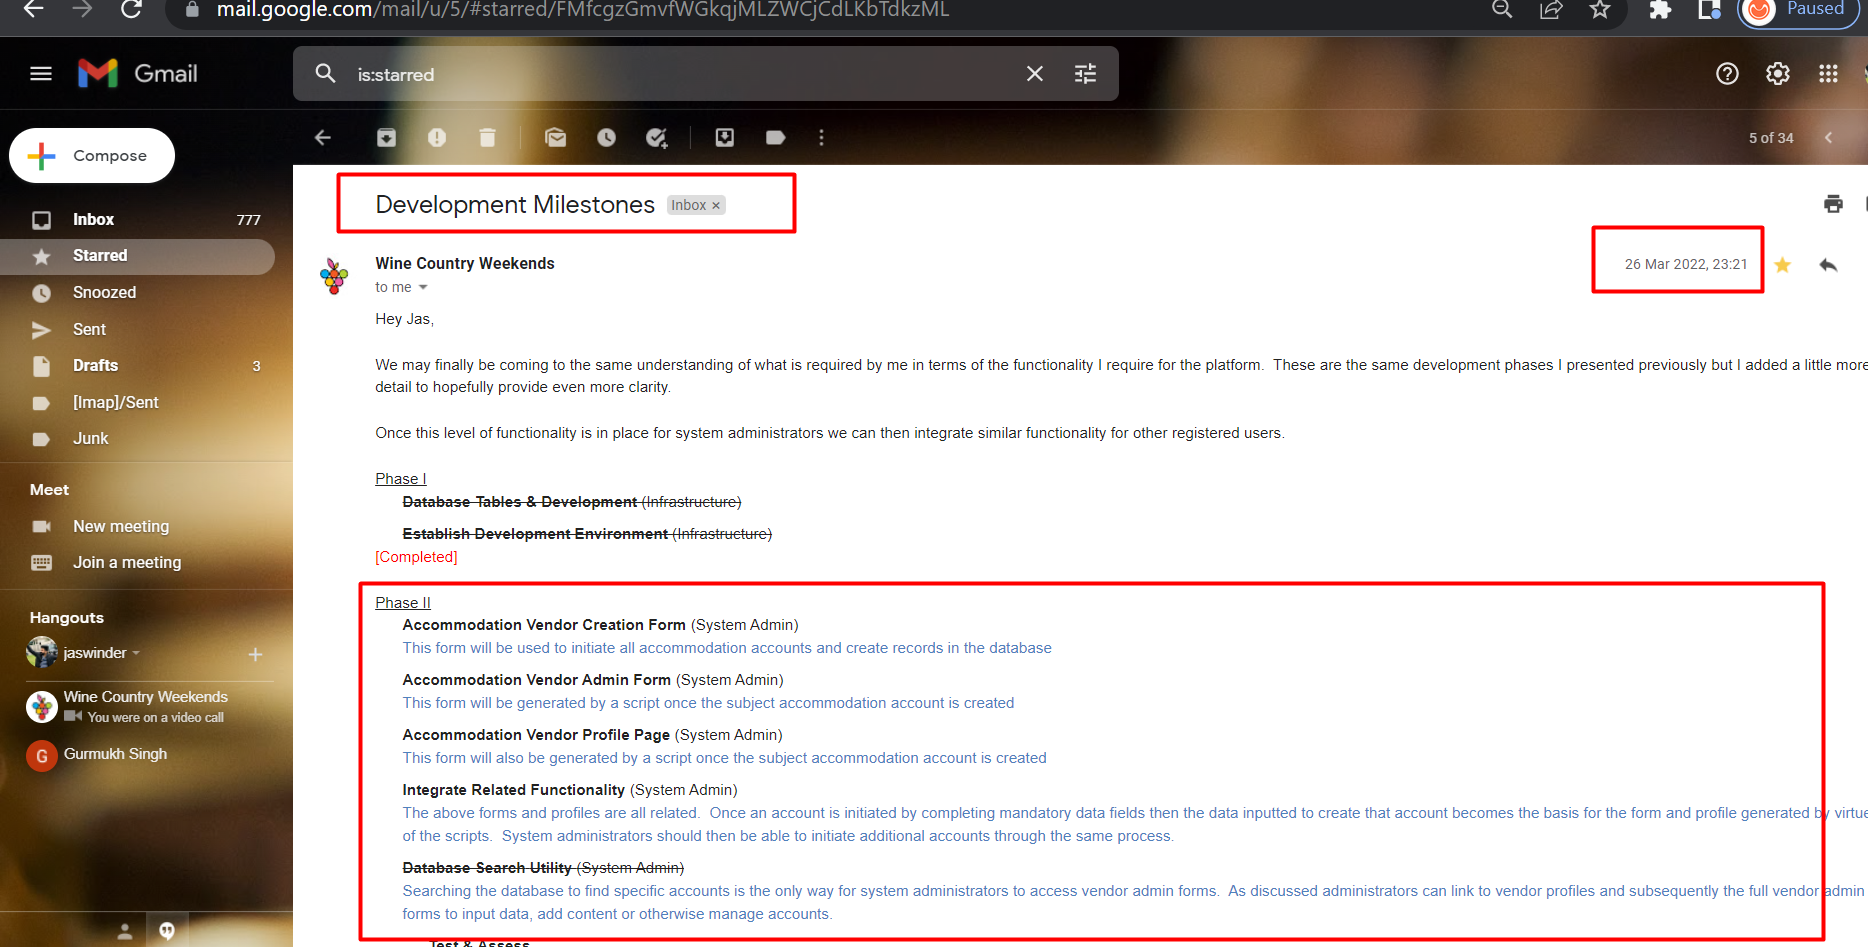 mail.google.com/mail/u/5/#starred/FMfcgzGmvfWGkqjMLZWCjCdLKbTdkzML
Paused
Gmail
is:starred
Compose
5 of 34
Inbox 777
Starred
Snoozed
Sent
Drafts 3
[Imap]/Sent
Junk
Meet
New meeting
Join a meeting
Hangouts
jaswinder
Wine Country Weekends
You were on a video call
G Gurmukh Singh
Development Milestones Inbox ×
Wine Country Weekends
26 Mar 2022, 23:21
to me
Hey Jas,
We may finally be coming to the same understanding of what is required by me in terms of the functionality I require for the platform. These are the same development phases I presented previously but I added a little more
detail to hopefully provide even more clarity.
Once this level of functionality is in place for system administrators we can then integrate similar functionality for other registered users.
Phase I
Database Tables & Development (Infrastructure)
Establish Development Environment (Infrastructure)
[Completed]
Phase II
Accommodation Vendor Creation Form (System Admin)
This form will be used to initiate all accommodation accounts and create records in the database
Accommodation Vendor Admin Form (System Admin)
This form will be generated by a script once the subject accommodation account is created
Accommodation Vendor Profile Page (System Admin)
This form will also be generated by a script once the subject accommodation account is created
Integrate Related Functionality (System Admin)
The above forms and profiles are all related. Once an account is initiated by completing mandatory data fields then the data inputted to create that account becomes the basis for the form and profile generated by virtue
of the scripts. System administrators should then be able to initiate additional accounts through the same process.
Database Search Utility (System Admin)
Searching the database to find specific accounts is the only way for system administrators to access vendor admin forms. As discussed administrators can link to vendor profiles and subsequently the full vendor admin
forms to input data, add content or otherwise manage accounts.
Test & Assess